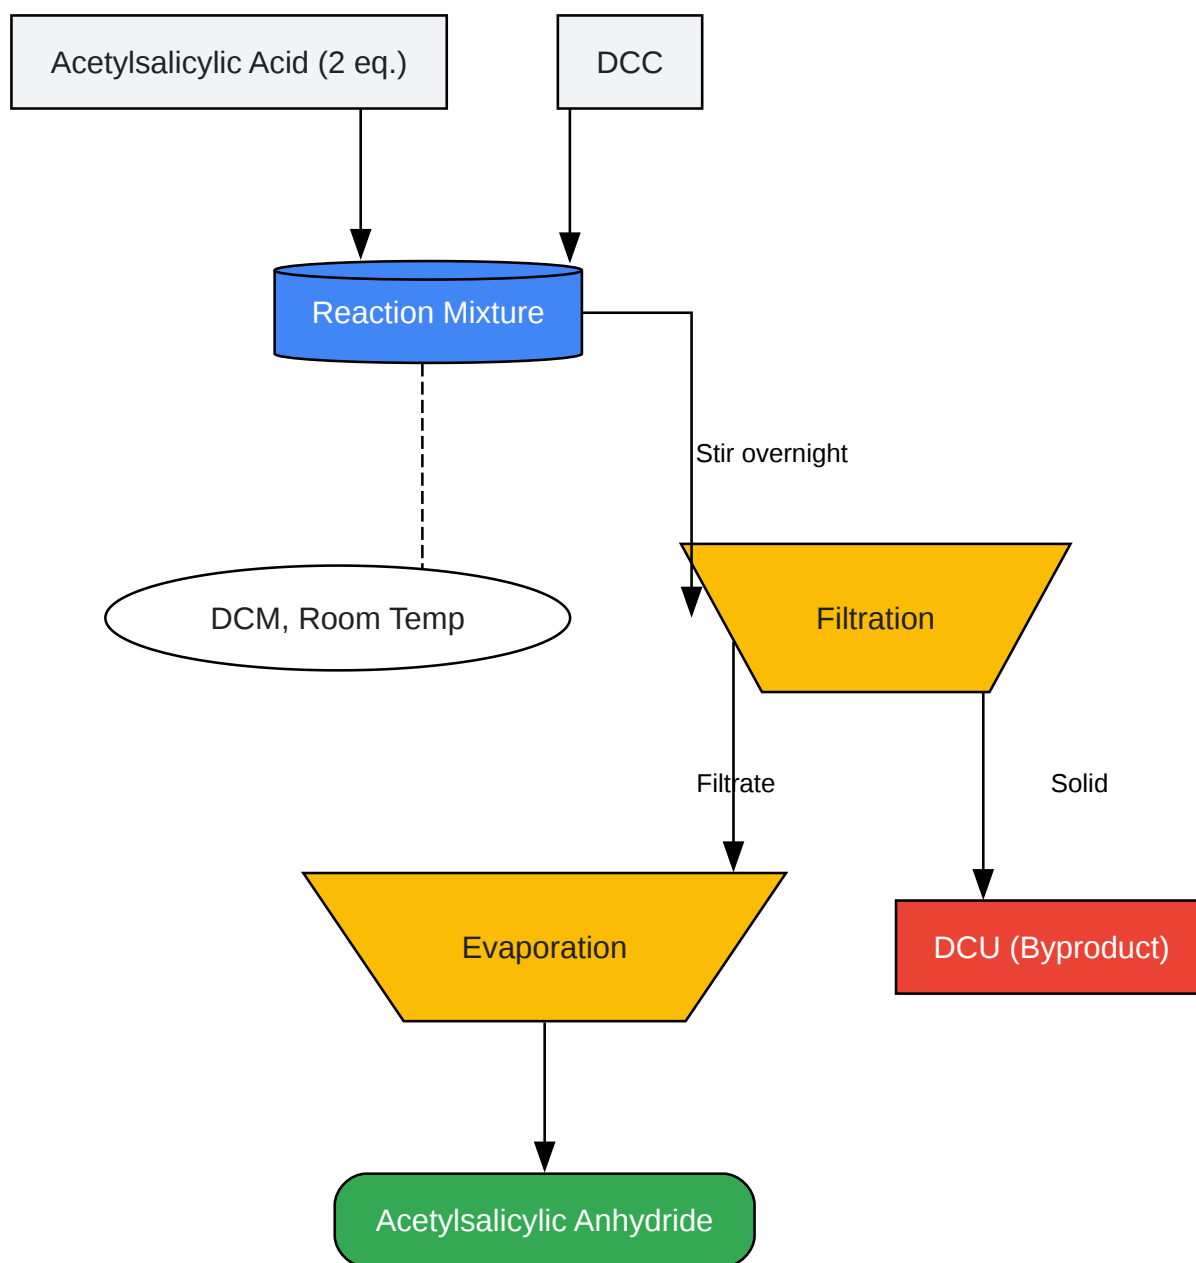 Acetylsalicylic Acid (2 eq.)
DCC
Reaction Mixture
Stir overnight
DCM, Room Temp
Filtration
Filtrate
Solid
Evaporation
DCU (Byproduct)
Acetylsalicylic Anhydride